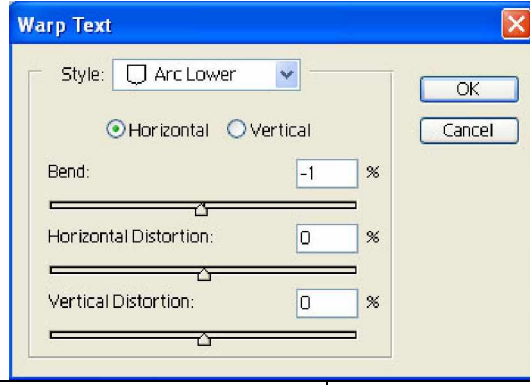 Warp Text
Style: Arc Lower
OK
Horizontal Vertical
Cancel
Bend: -1 %
Horizontal Distortion: 0 %
Vertical Distortion: 0 %